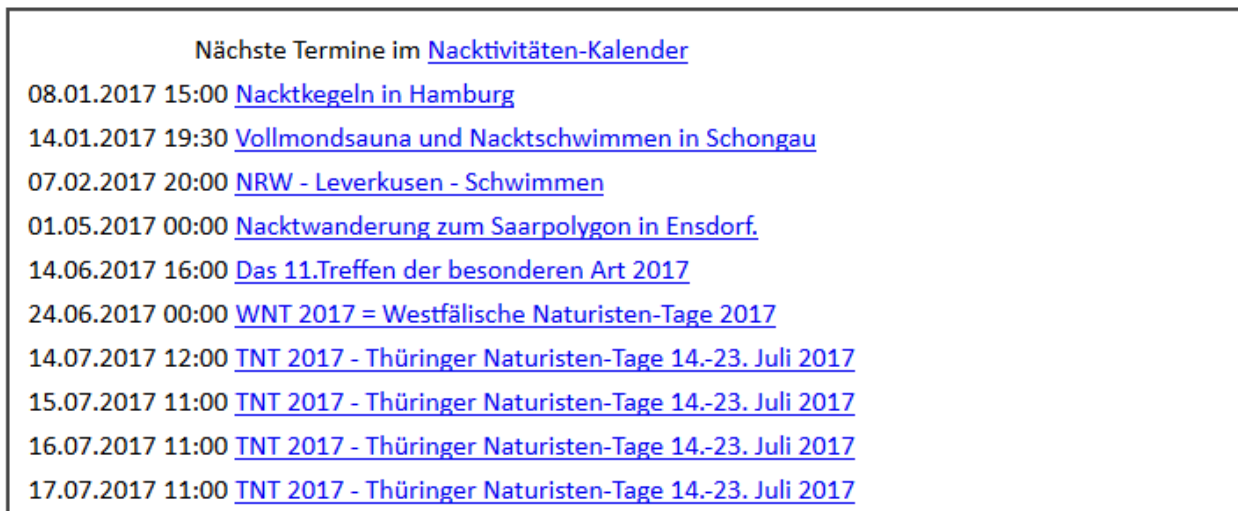 Nächste Termine im Nacktivitäten-Kalender
08.01.2017 15:00 Nacktkegeln in Hamburg
14.01.2017 19:30 Vollmondsauna und Nacktschwimmen in Schongau
07.02.2017 20:00 NRW - Leverkusen - Schwimmen
01.05.2017 00:00 Nacktwanderung zum Saarpolygon in Ensdorf.
14.06.2017 16:00 Das 11.Treffen der besonderen Art 2017
24.06.2017 00:00 WNT 2017 = Westfälische Naturisten-Tage 2017
14.07.2017 12:00 TNT 2017 - Thüringer Naturisten-Tage 14.-23. Juli 2017
15.07.2017 11:00 TNT 2017 - Thüringer Naturisten-Tage 14.-23. Juli 2017
16.07.2017 11:00 TNT 2017 - Thüringer Naturisten-Tage 14.-23. Juli 2017
17.07.2017 11:00 TNT 2017 - Thüringer Naturisten-Tage 14.-23. Juli 2017